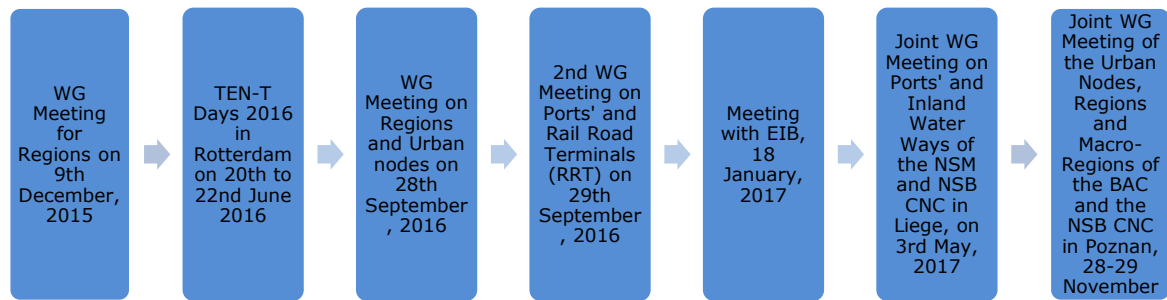 WG
Meeting
for
Regions on
9th
December,
2015
TEN-T
Days 2016
in
Rotterdam
on 20th to
22nd June
2016
WG
Meeting on
Regions
and Urban
nodes on
28th
September
, 2016
2nd WG
Meeting on
Ports' and
Rail Road
Terminals
(RRT) on
29th
September
, 2016
Meeting
with EIB,
18
January,
2017
Joint WG
Meeting on
Ports' and
Inland
Water
Ways of
the NSM
and NSB
CNC in
Liege, on
3rd May,
2017
Joint WG
Meeting of
the Urban
Nodes,
Regions
and
Macro-
Regions of
the BAC
and the
NSB CNC
in Poznan,
28-29
November